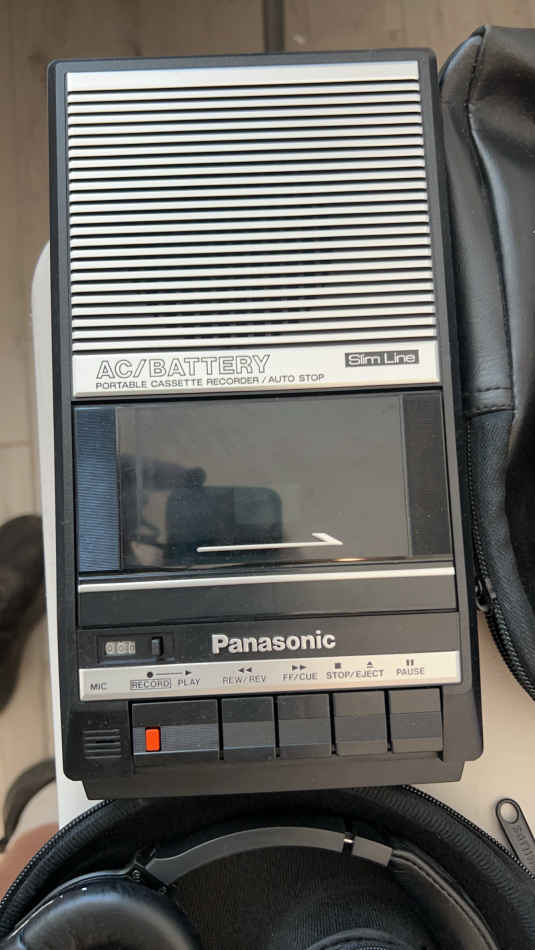 AC/BATTERY
Slim Line
PORTABLE CASSETTE RECORDER / AUTO STOP
Panasonic
MIC
RECORD PLAY
REW/REV
FF/CUE
STOP/EJECT
PAUSE